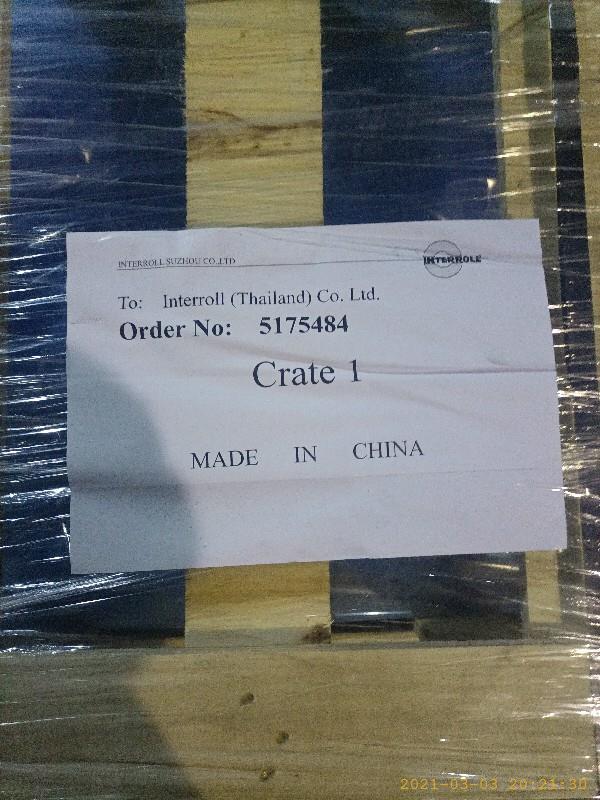 INTERROLL SUZHOU CO.,LTD
INTERROLL
To: Interroll (Thailand) Co. Ltd.
Order No: 5175484
Crate 1
MADE IN CHINA
2021-03-03 20:21:30